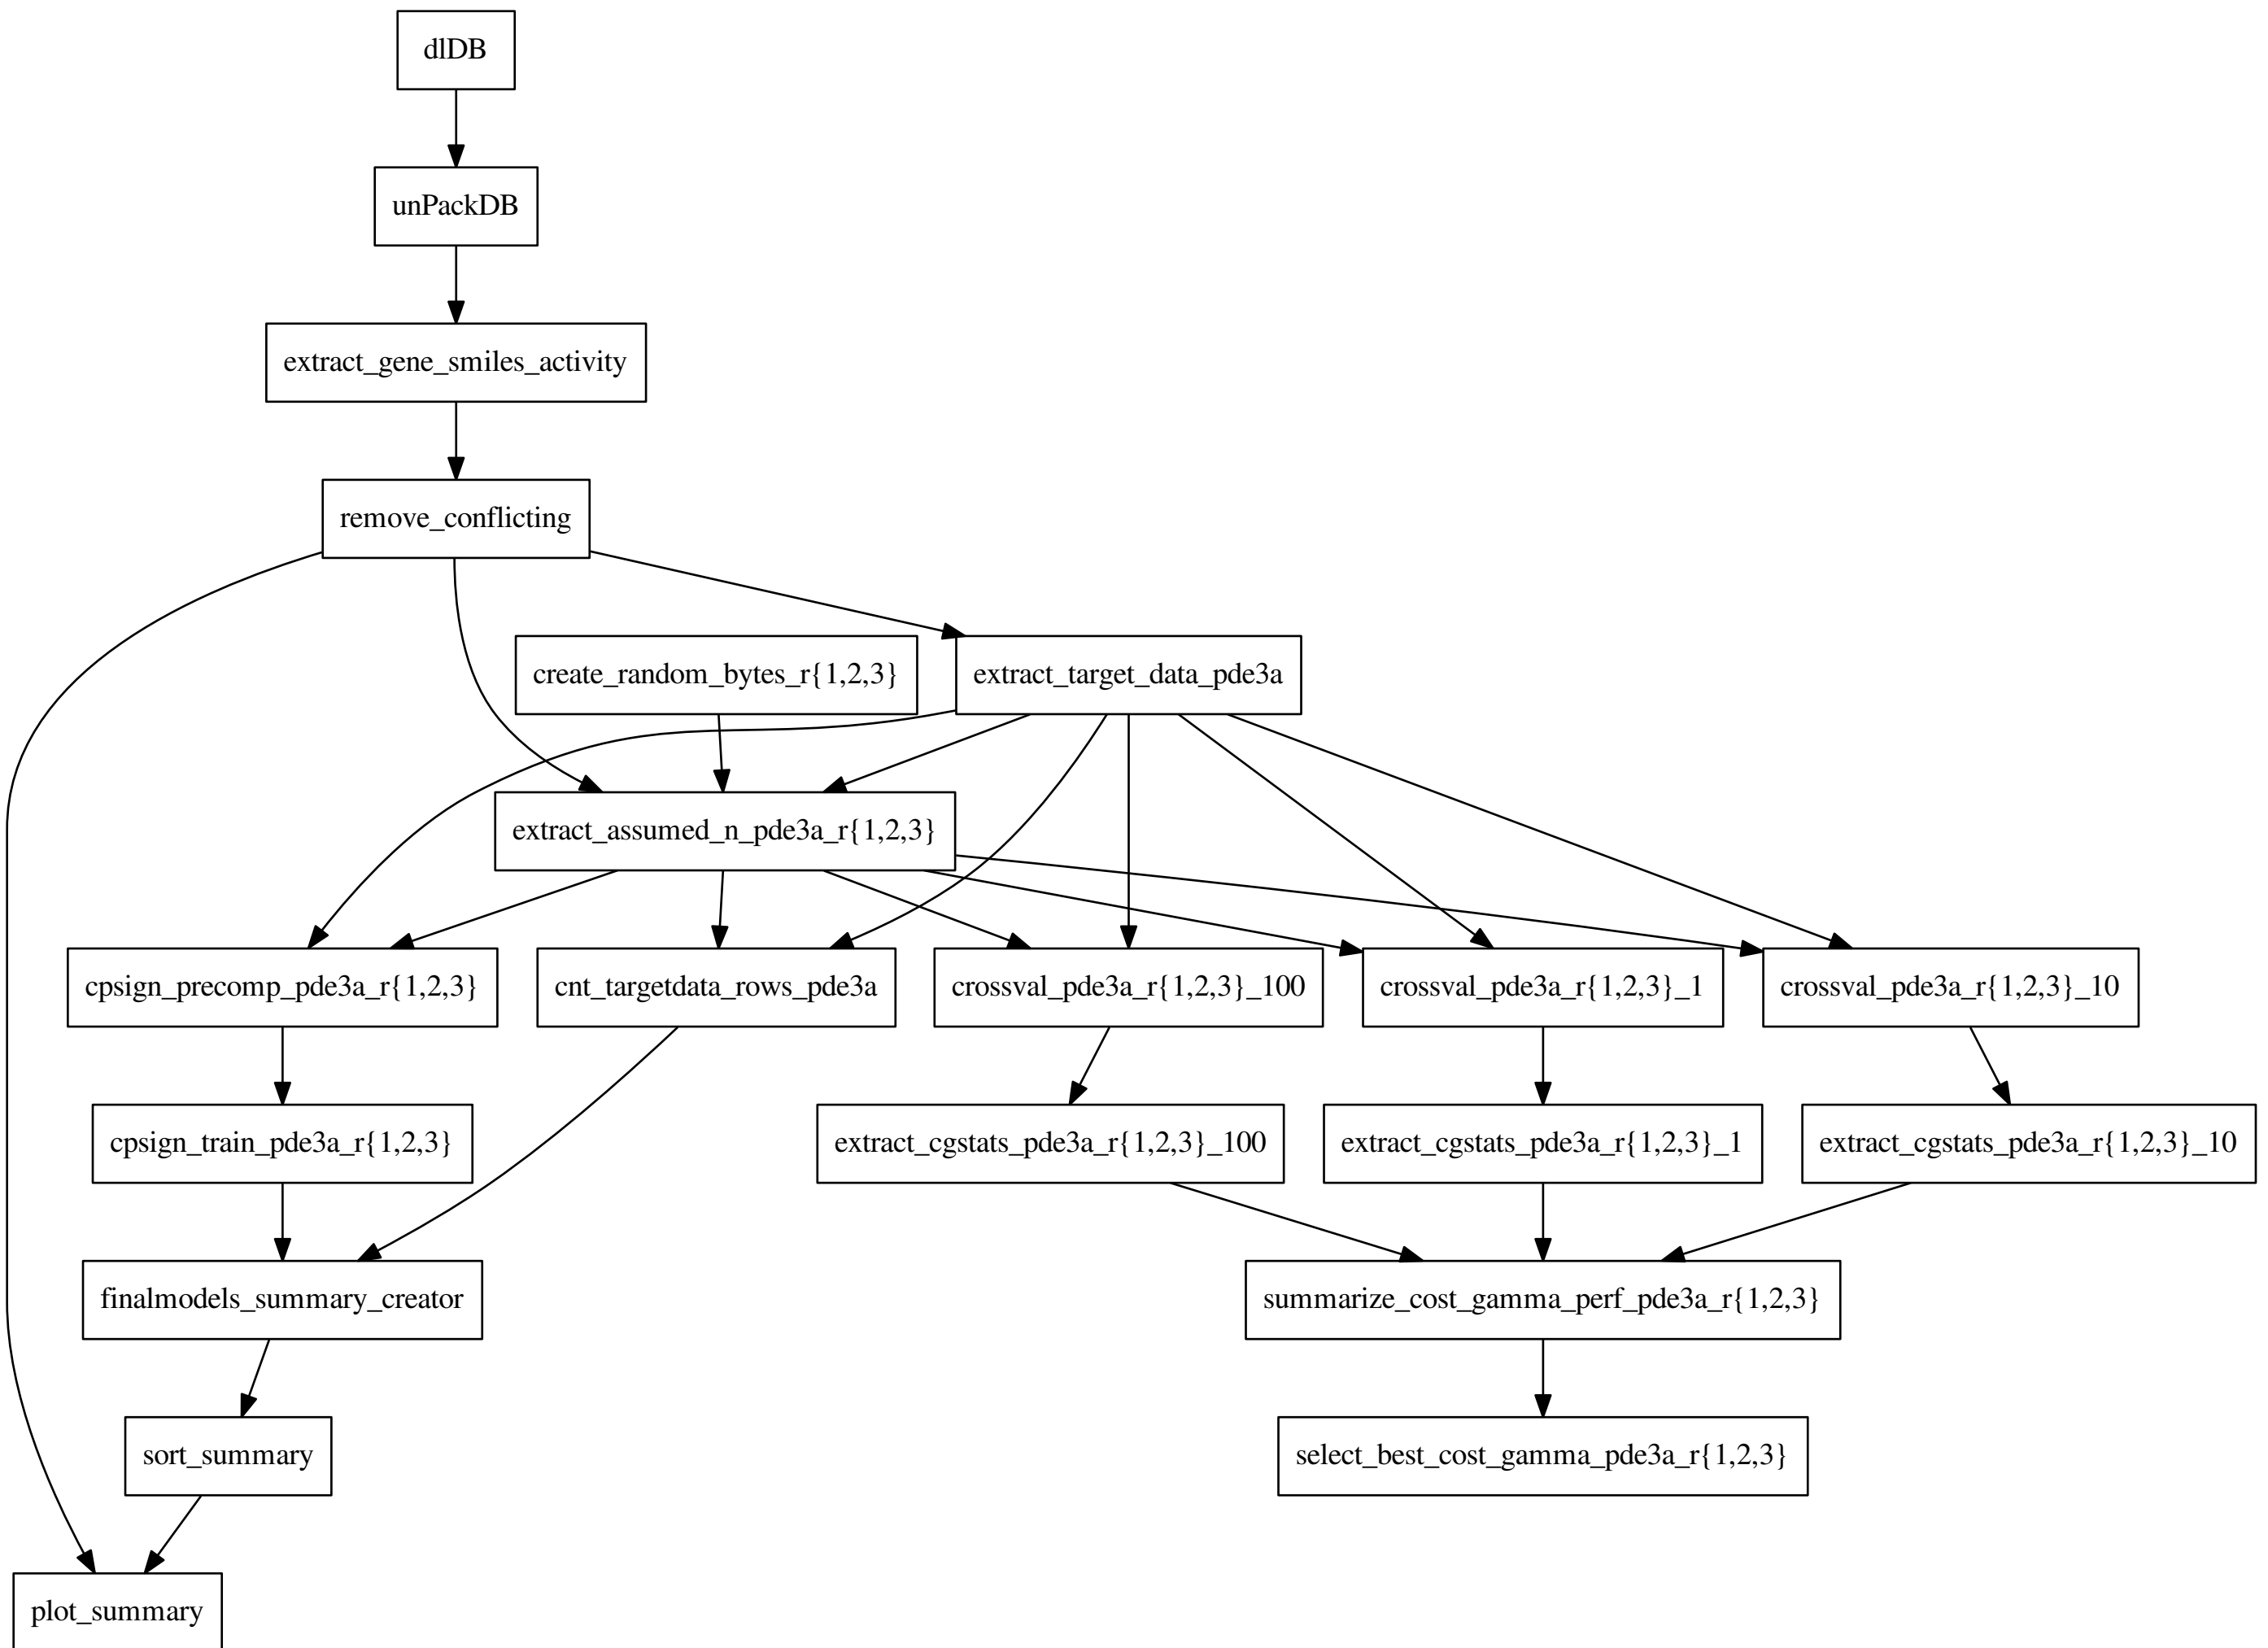 dlDB
unPackDB
extract_gene_smiles_activity
remove_conflicting
create_random_bytes_r{1,2,3}
extract_target_data_pde3a
extract_assumed_n_pde3a_r{1,2,3}
cpsign_precomp_pde3a_r{1,2,3}
cnt_targetdata_rows_pde3a
crossval_pde3a_r{1,2,3}_100
crossval_pde3a_r{1,2,3}_1
crossval_pde3a_r{1,2,3}_10
cpsign_train_pde3a_r{1,2,3}
extract_cgstats_pde3a_r{1,2,3}_100
extract_cgstats_pde3a_r{1,2,3}_1
extract_cgstats_pde3a_r{1,2,3}_10
finalmodels_summary_creator
summarize_cost_gamma_perf_pde3a_r{1,2,3}
sort_summary
select_best_cost_gamma_pde3a_r{1,2,3}
plot_summary